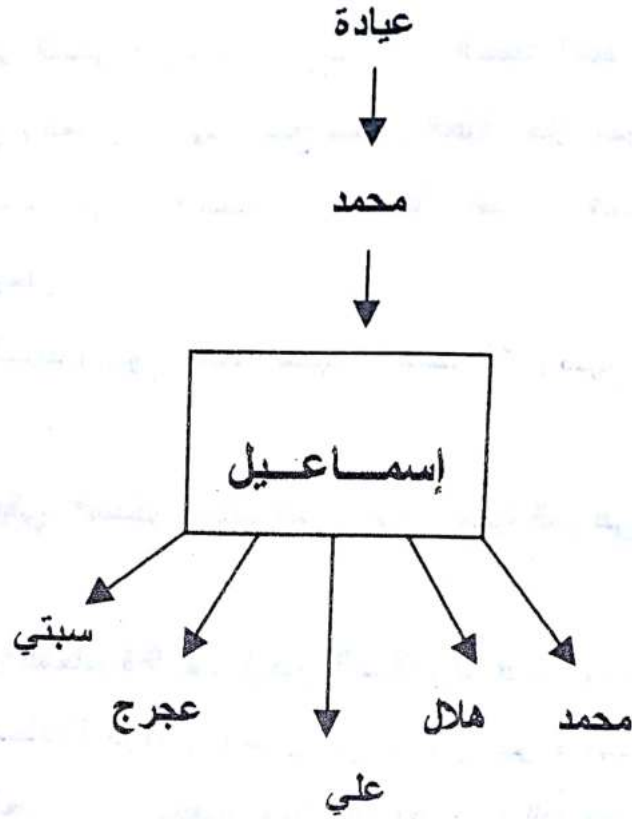 عيادة
محمد
إسماعيل
سبتي
محمد هلال عجرج
علي